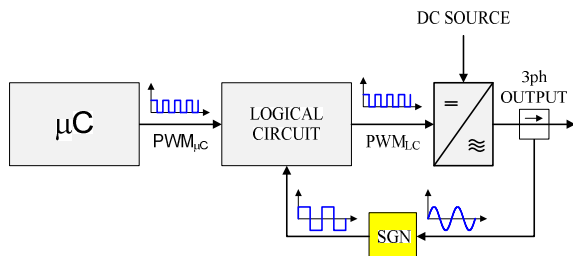 DC SOURCE
3ph
OUTPUT
μC
LOGICAL
CIRCUIT
PWMμC
PWMLC
=
≋
SGN